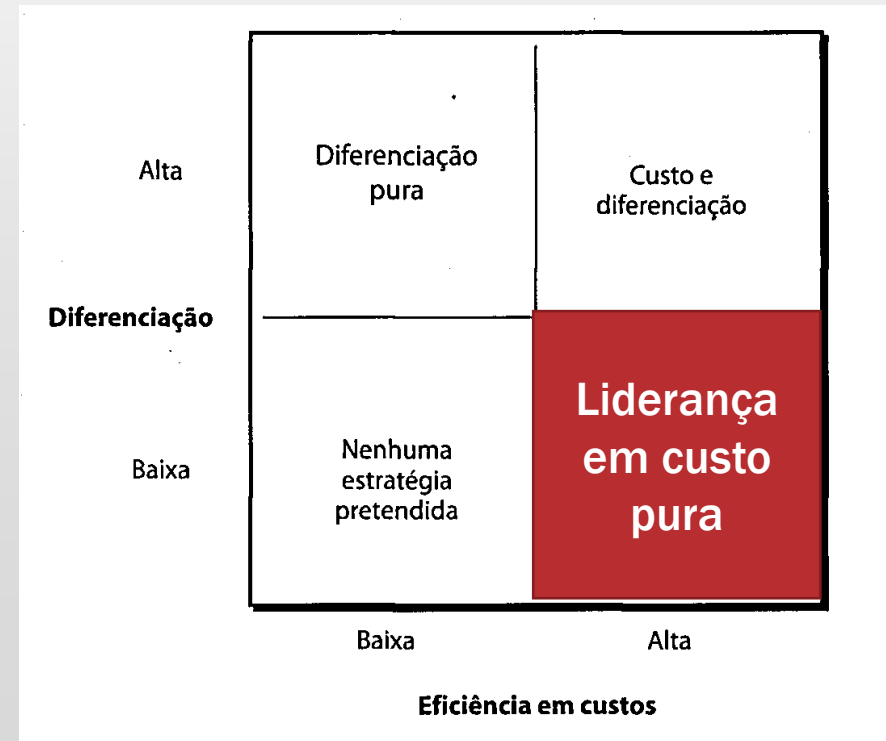 Alta
Diferenciação
pura
Custo e
diferenciação
Diferenciação
Baixa
Nenhuma
estratégia
pretendida
Liderança
em custo
pura
Baixa
Alta
Eficiência em custos